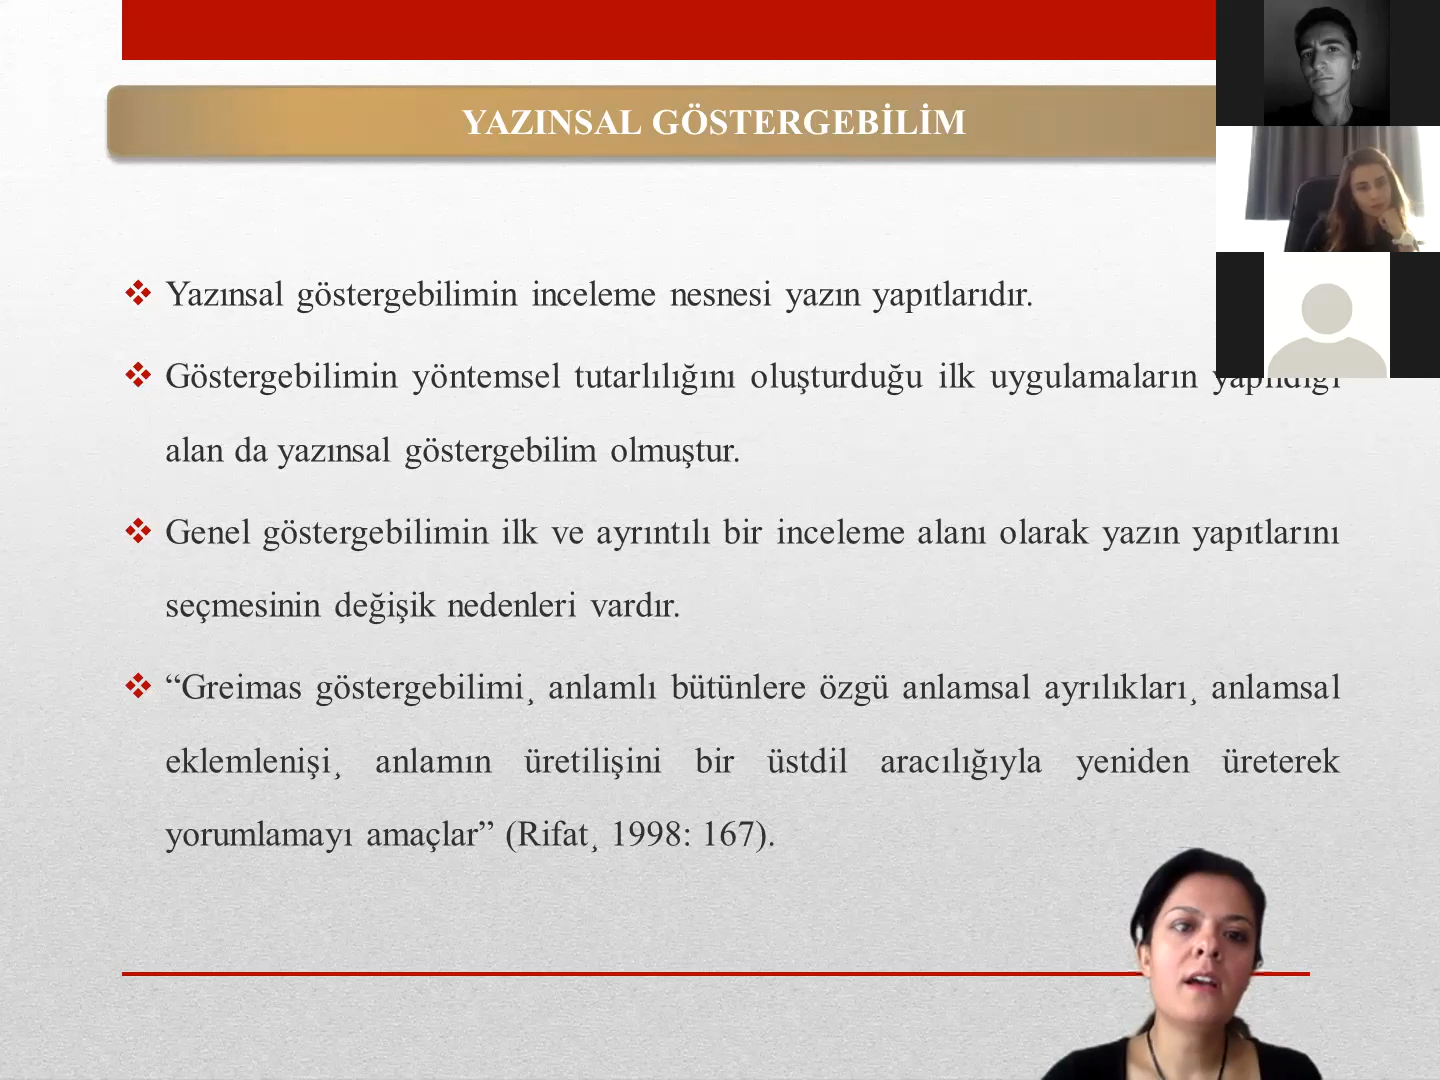 YAZINSAL GÖSTERGEBİLİM
Yazınsal göstergebilimin inceleme nesnesi yazın yapıtlarıdır.
Göstergebilimin yöntemsel tutarlılığını oluşturduğu ilk uygulamaların yapıldığı
alan da yazınsal göstergebilim olmuştur.
Genel göstergebilimin ilk ve ayrıntılı bir inceleme alanı olarak yazın yapıtlarını
seçmesinin değişik nedenleri vardır.
“Greimas göstergebilimi¸ anlamlı bütünlere özgü anlamsal ayrılıkları¸ anlamsal
eklemlenişi¸ anlamın üretilişini bir üstdil aracılığıyla yeniden üreterek
yorumlamayı amaçlar” (Rifat¸ 1998: 167).